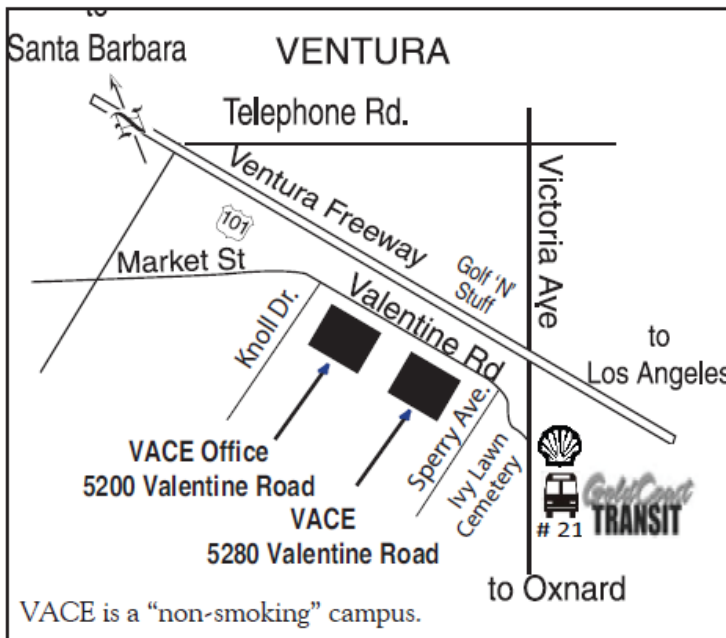 to
Santa Barbara
VENTURA
Telephone Rd.
Ventura Freeway
Victoria Ave
101
Market St
Golf 'N'
Stuff
Valentine Rd
Knoll Dr.
to
Los Angeles
Sperry Ave.
Ivy Lawn
Cemetery
VACE Office
5200 Valentine Road
VACE
5280 Valentine Road
GoldCoast
TRANSIT
# 21
to Oxnard
VACE is a “non-smoking” campus.